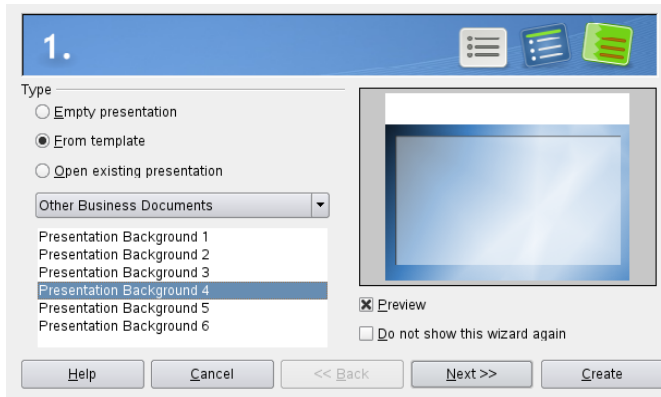 1.
Type
Empty presentation
From template
Open existing presentation
Other Business Documents
Presentation Background 1
Presentation Background 2
Presentation Background 3
Presentation Background 4
Presentation Background 5
Presentation Background 6
Preview
Do not show this wizard again
Help Cancel << Back Next >> Create